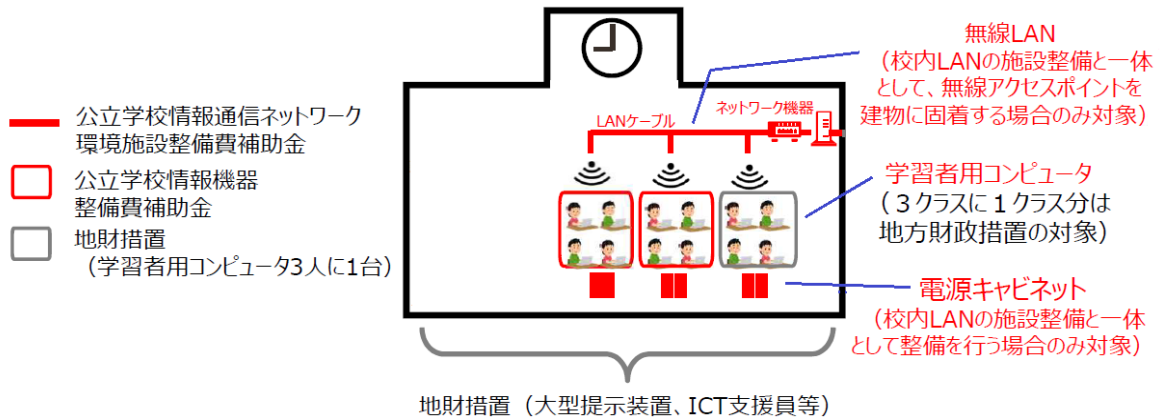 公立学校情報通信ネットワーク
環境施設整備費補助金
公立学校情報機器
整備費補助金
地財措置
（学習者用コンピュータ3人に1台）
LANケーブル
ネットワーク機器
無線LAN
（校内LANの施設整備と一体
として、無線アクセスポイントを
建物に固着する場合のみ対象）
学習者用コンピュータ
（３クラスに１クラス分は
地方財政措置の対象）
電源キャビネット
（校内LANの施設整備と一体
として整備を行う場合のみ対象）
地財措置（大型提示装置、ICT支援員等）